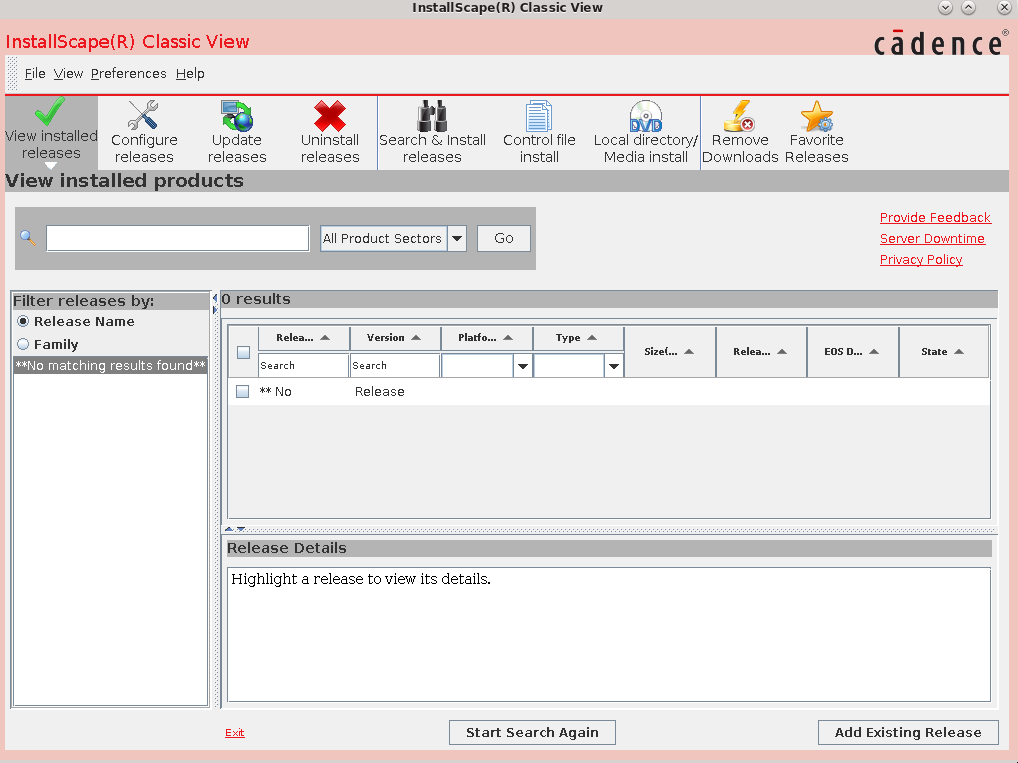 InstallScape(R) Classic View
InstallScape(R) Classic View
cādence®
File View Preferences Help
View installed releases
Configure releases
Update releases
Uninstall releases
Search & Install releases
Control file install
Local directory/ Media install
DVD
Remove Downloads
Favorite Releases
View installed products
All Product Sectors
Go
Provide Feedback
Server Downtime
Privacy Policy
Filter releases by:
Release Name
Family
**No matching results found**
0 results
Relea... Version Platfo... Type Size(... Relea... EOS D... State
Search Search
** No Release
Release Details
Highlight a release to view its details.
Exit
Start Search Again
Add Existing Release